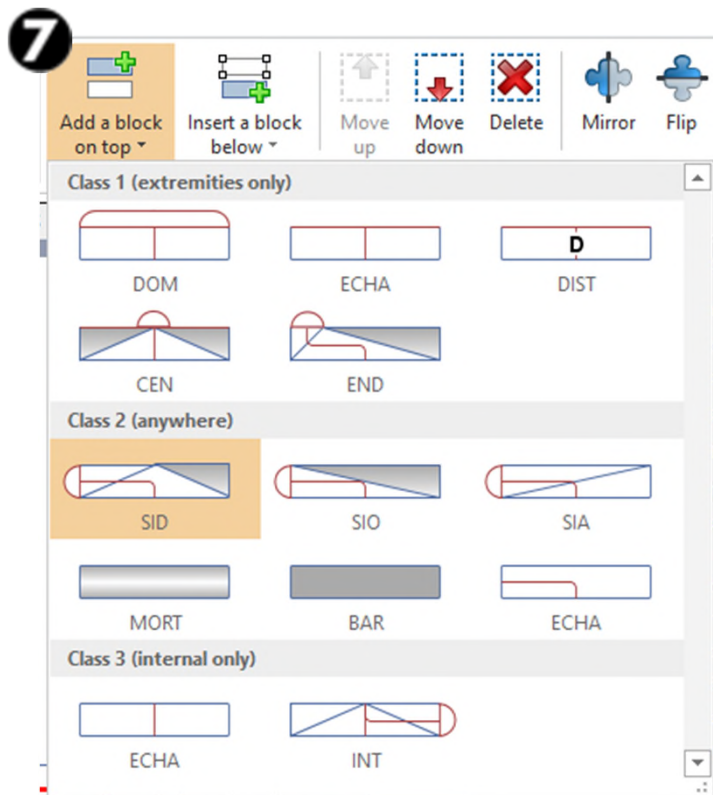 7
Add a block
on top
Insert a block
below
Move
up
Move
down
Delete
Mirror
Flip
Class 1 (extremities only)
DOM
ECHA
D
DIST
CEN
END
Class 2 (anywhere)
SID
SIO
SIA
MORT
BAR
ECHA
Class 3 (internal only)
ECHA
INT